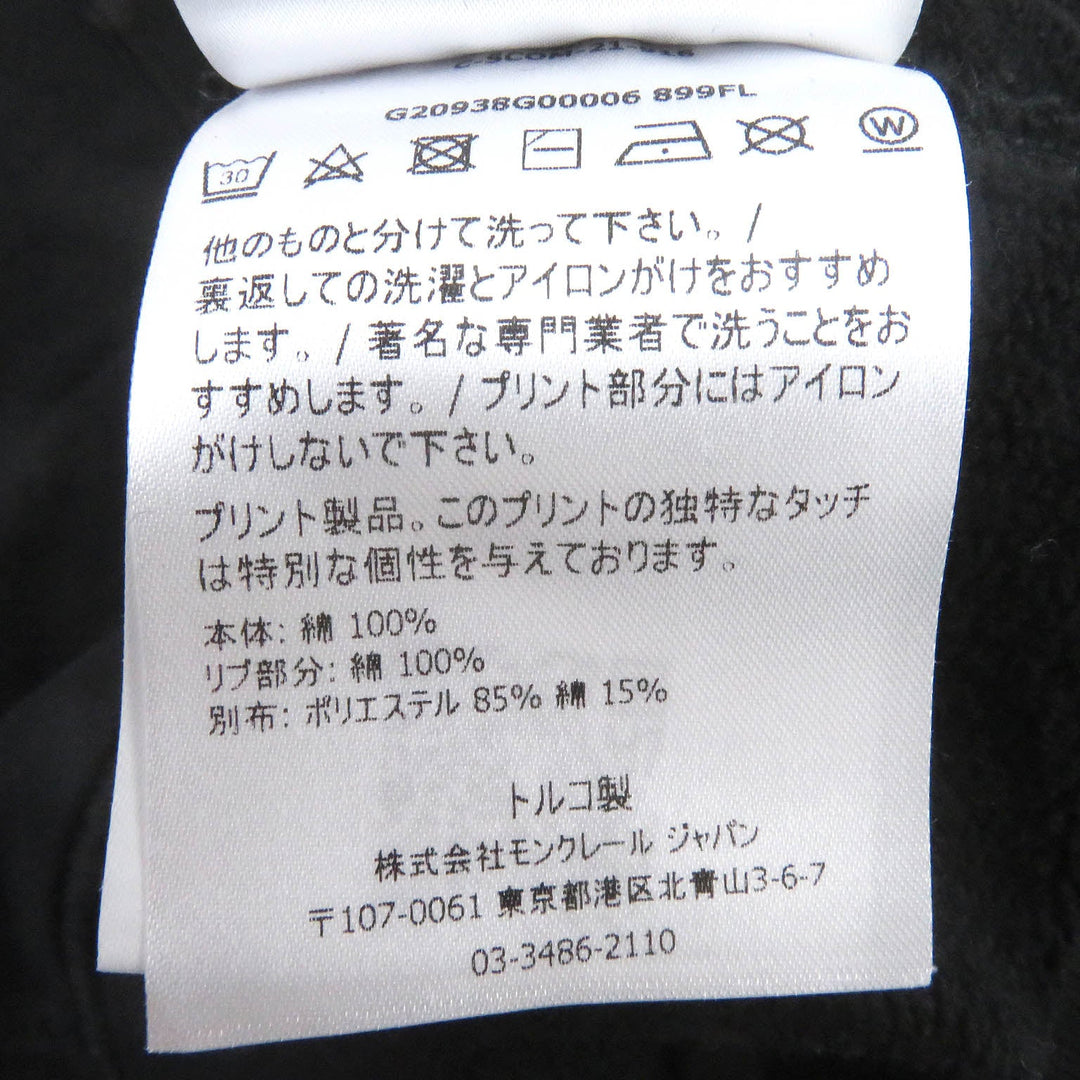 G20938G00006 899FL
30
W
他のものと分けて洗って下さい。/
裏返しての洗濯とアイロンがけをおすすめ
します。/ 著名な専門業者で洗うことをお
すすめします。/ プリント部分にはアイロン
がけしないで下さい。
プリント製品。このプリントの独特なタッチ
は特別な個性を与えております。
本体: 綿 100%
リブ部分: 綿 100%
別布: ポリエステル 85% 綿 15%
トルコ製
株式会社モンクレール ジャパン
〒107-0061 東京都港区北青山3-6-7
03-3486-2110